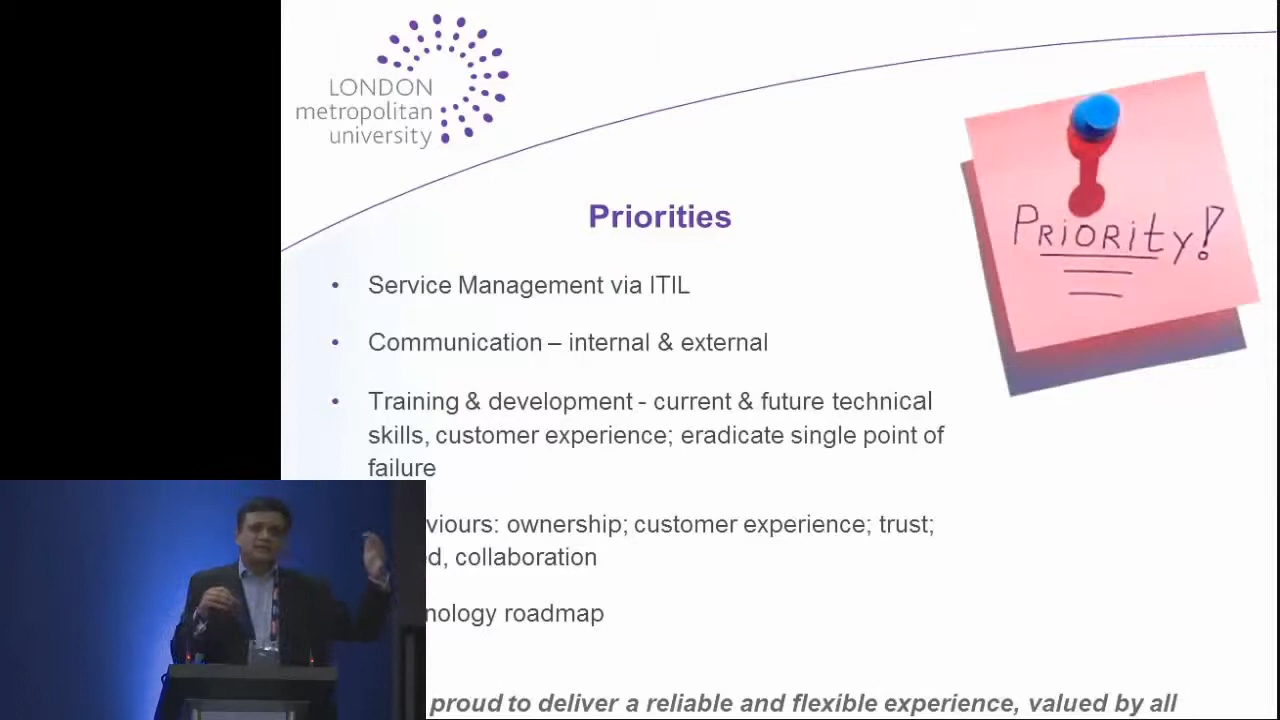 LONDON
metropolitan
university
PRIORITY!
Priorities
• Service Management via ITIL
• Communication – internal & external
• Training & development - current & future technical
skills, customer experience; eradicate single point of
failure
viours: ownership; customer experience; trust;
d, collaboration
nology roadmap
proud to deliver a reliable and flexible experience, valued by all